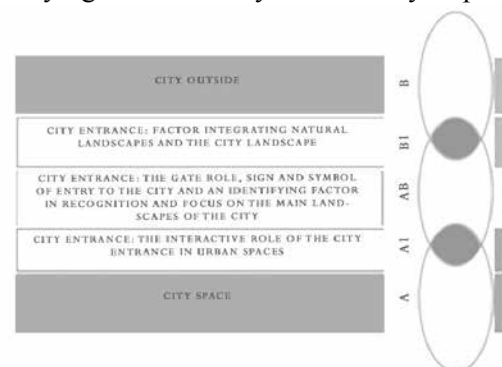 CITY OUTSIDE
B
CITY ENTRANCE: FACTOR INTEGRATING NATURAL
LANDSCAPES AND THE CITY LANDSCAPE
B1
CITY ENTRANCE: THE GATE ROLE, SIGN AND SYMBOL
OF ENTRY TO THE CITY AND AN IDENTIFYING FACTOR
IN RECOGNITION AND FOCUS ON THE MAIN LAND-
SCAPES OF THE CITY
AB
CITY ENTRANCE: THE INTERACTIVE ROLE OF THE CITY
ENTRANCE IN URBAN SPACES
A1
CITY SPACE
A